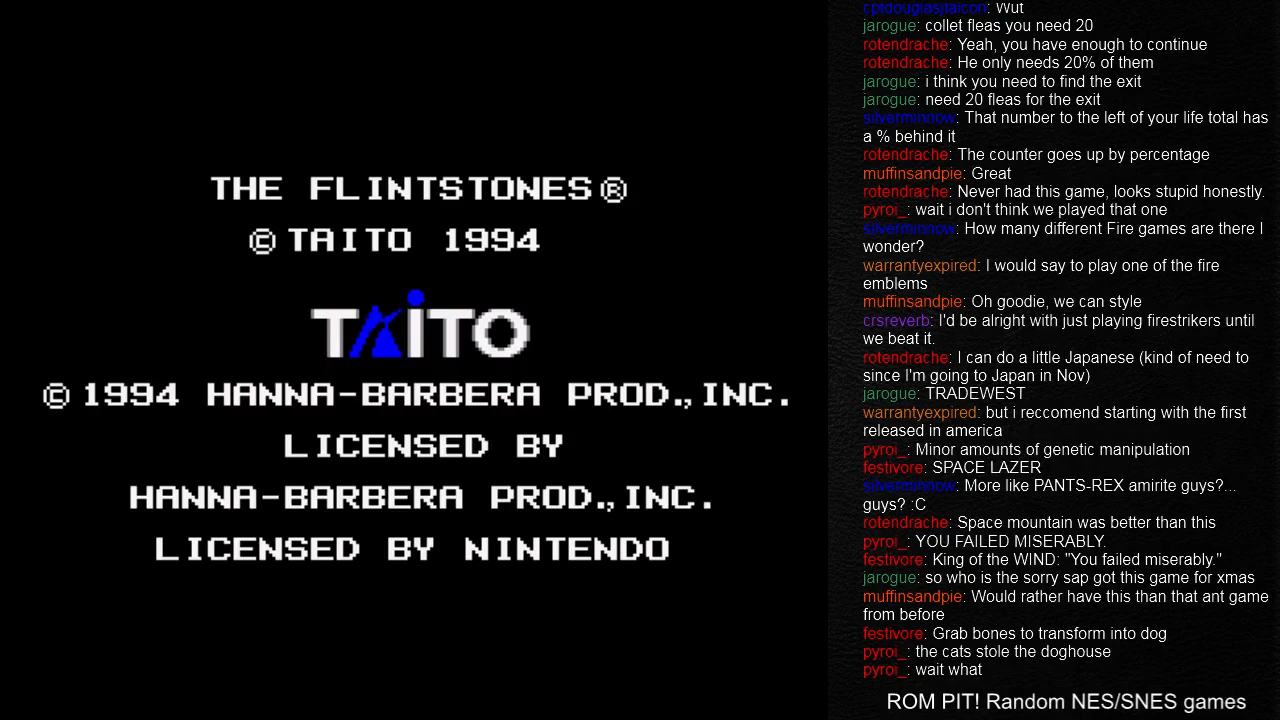 THE FLINTSTONES®
© TAITO 1994
TAITO
© 1994 HANNA-BARBERA PROD., INC.
LICENSED BY
HANNA-BARBERA PROD., INC.
LICENSED BY NINTENDO
cptdouglasjfalcon: Wut
jarogue: collet fleas you need 20
rotendrache: Yeah, you have enough to continue
rotendrache: He only needs 20% of them
jarogue: i think you need to find the exit
jarogue: need 20 fleas for the exit
silverminnow: That number to the left of your life total has
a % behind it
rotendrache: The counter goes up by percentage
muffinsandpie: Great
rotendrache: Never had this game, looks stupid honestly
pyroi_: wait i don't think we played that one
silverminnow: How many different Fire games are there I
wonder?
warrantyexpired: I would say to play one of the fire
emblems
muffinsandpie: Oh goodie, we can style
crsreverb: I'd be alright with just playing firestrikers until
we beat it.
rotendrache: I can do a little Japanese (kind of need to
since I'm going to Japan in Nov)
jarogue: TRADEWEST
warrantyexpired: but i reccomend starting with the first
released in america
pyroi_: Minor amounts of genetic manipulation
festivore: SPACE LAZER
silverminnow: More like PANTS-REX amirite guys?..
guys? :C
rotendrache: Space mountain was beter than this
pyroi_: YOU FAILED MISERABLY.
festivore: King of the WIND: "You failed miserably."
jarogue: so who is the sorry sap got this game for xmas
muffinsandpie: Would rather have this than that ant game
from before
festivore: Grab bones to transform into dog
pyroi_: the cats stole the doghouse
pyroi_: wait what
ROM PIT! Random NES/SNES games